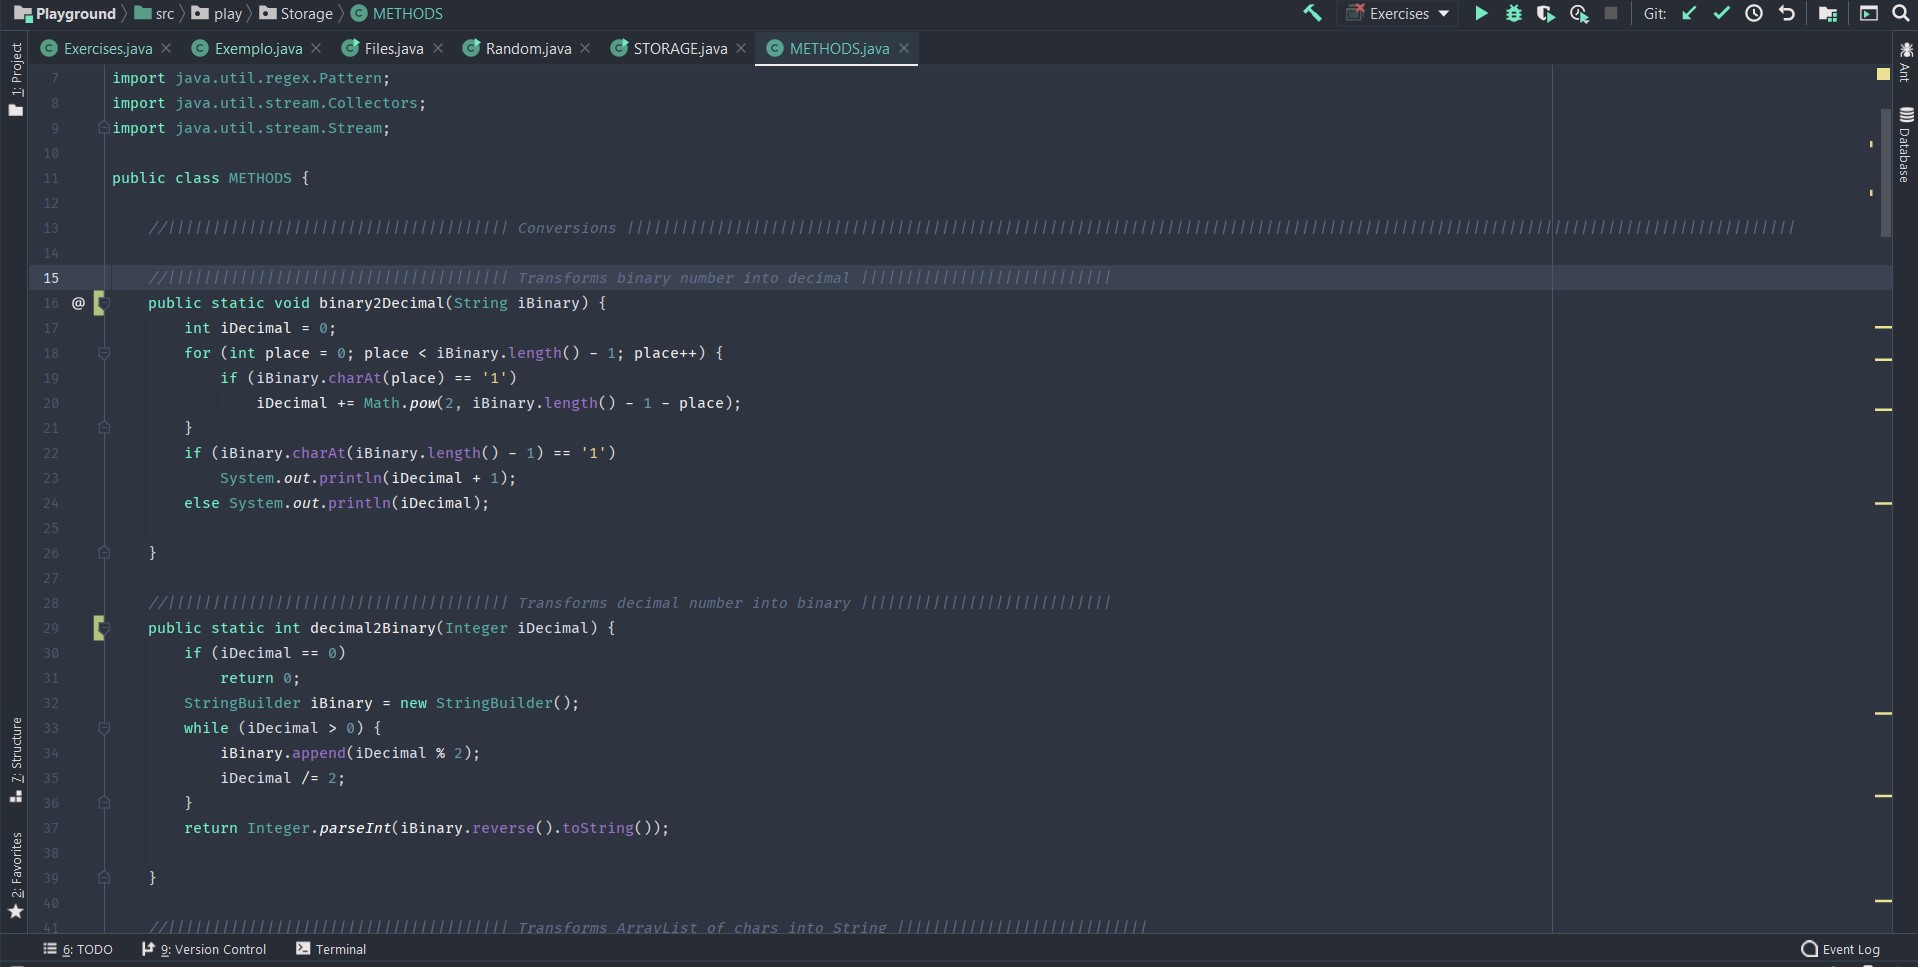 Playground src play Storage METHODS Exercises Git:
Exercises.java Exemplo.java Files.java Random.java STORAGE.java METHODS.java
1: Project
7: Structure
2: Favorites
Ant
Database
7 import java.util.regex.Pattern;
8 import java.util.stream.Collectors;
9 import java.util.stream.Stream;
10
11 public class METHODS {
12
13 //|||||||||||||||||||||||||||||||||||||| Conversions ||||||||||||||||||||||||||||||||||||||||||||||||||||||||||||||||||||||||||||||||||||||||||||||||||||||||||||||||||
14
15 //|||||||||||||||||||||||||||||||||||||| Transforms binary number into decimal ||||||||||||||||||||||||||||
16 @ public static void binary2Decimal(String iBinary) {
17 int iDecimal = 0;
18 for (int place = 0; place < iBinary.length() - 1; place++) {
19 if (iBinary.charAt(place) == '1')
20 iDecimal += Math.pow(2, iBinary.length() - 1 - place);
21 }
22 if (iBinary.charAt(iBinary.length() - 1) == '1')
23 System.out.println(iDecimal + 1);
24 else System.out.println(iDecimal);
25
26 }
27
28 //|||||||||||||||||||||||||||||||||||||| Transforms decimal number into binary ||||||||||||||||||||||||||||
29 public static int decimal2Binary(Integer iDecimal) {
30 if (iDecimal == 0)
31 return 0;
32 StringBuilder iBinary = new StringBuilder();
33 while (iDecimal > 0) {
34 iBinary.append(iDecimal % 2);
35 iDecimal /= 2;
36 }
37 return Integer.parseInt(iBinary.reverse().toString());
38
39 }
40
41 //|||||||||||||||||||||||||||||||||||||| Transforms ArrayList of chars into String ||||||||||||||||||||||||||||
6: TODO 9: Version Control Terminal Event Log